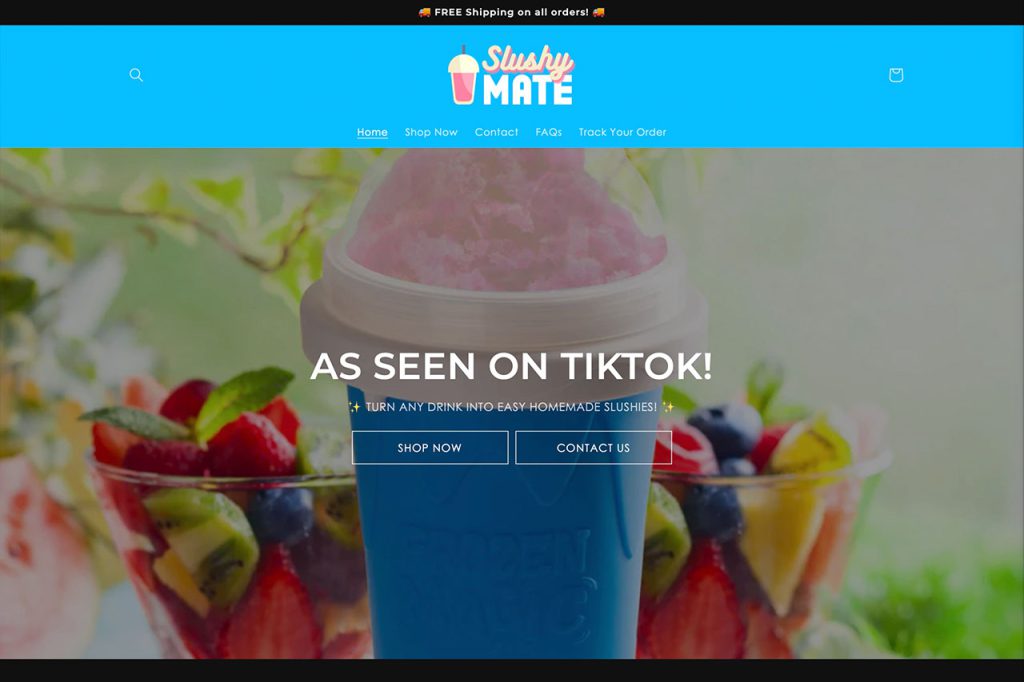 🚚 FREE Shipping on all orders! 🚚
Slushy
MATE
Home Shop Now Contact FAQs Track Your Order
AS SEEN ON TIKTOK!
✨ TURN ANY DRINK INTO EASY HOMEMADE SLUSHIES! ✨
SHOP NOW CONTACT US
FROZEN
MAGIC